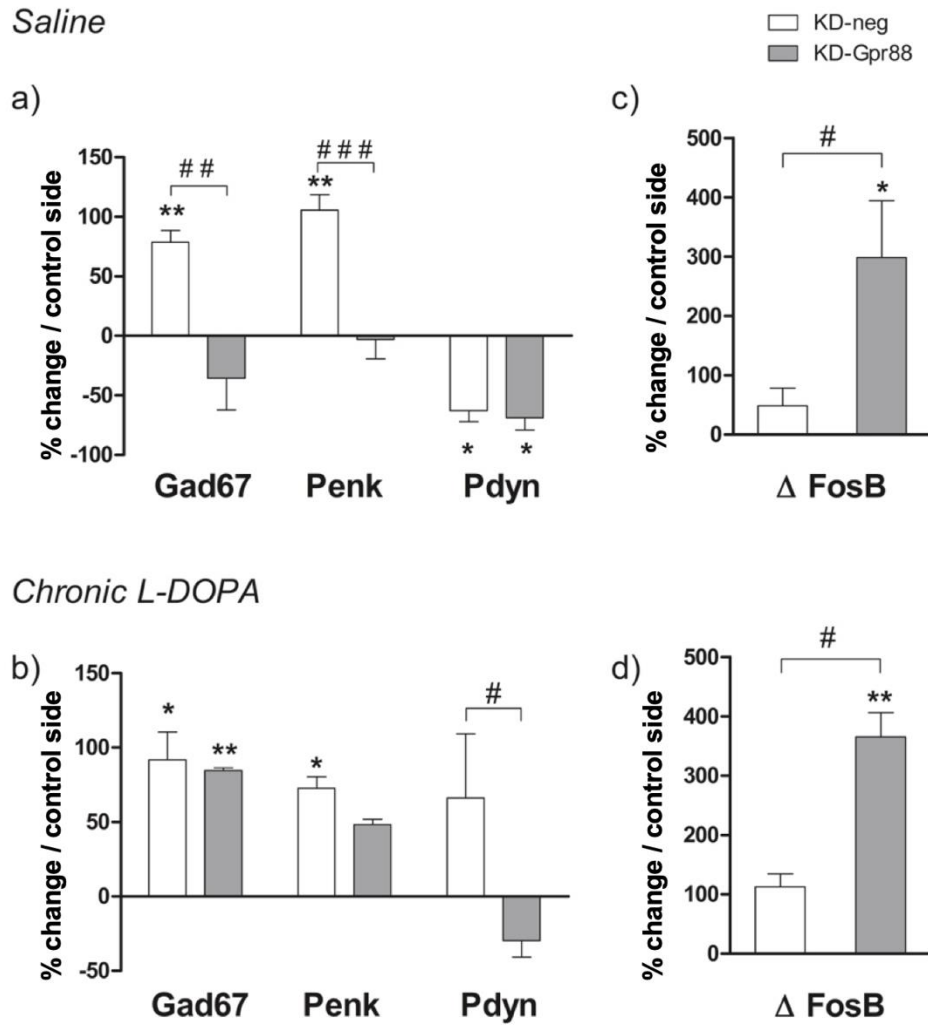 Saline
KD-neg
KD-Gpr88
a)
% change / control side
150
100
50
0
-50
-100
# #
# # #
**
**
*
*
Gad67 Penk Pdyn
c)
% change / control side
500
400
300
200
100
0
#
*
Δ FosB
Chronic L-DOPA
b)
% change / control side
150
100
50
0
-50
*
**
*
#
Gad67 Penk Pdyn
d)
% change / control side
500
400
300
200
100
0
#
**
Δ FosB